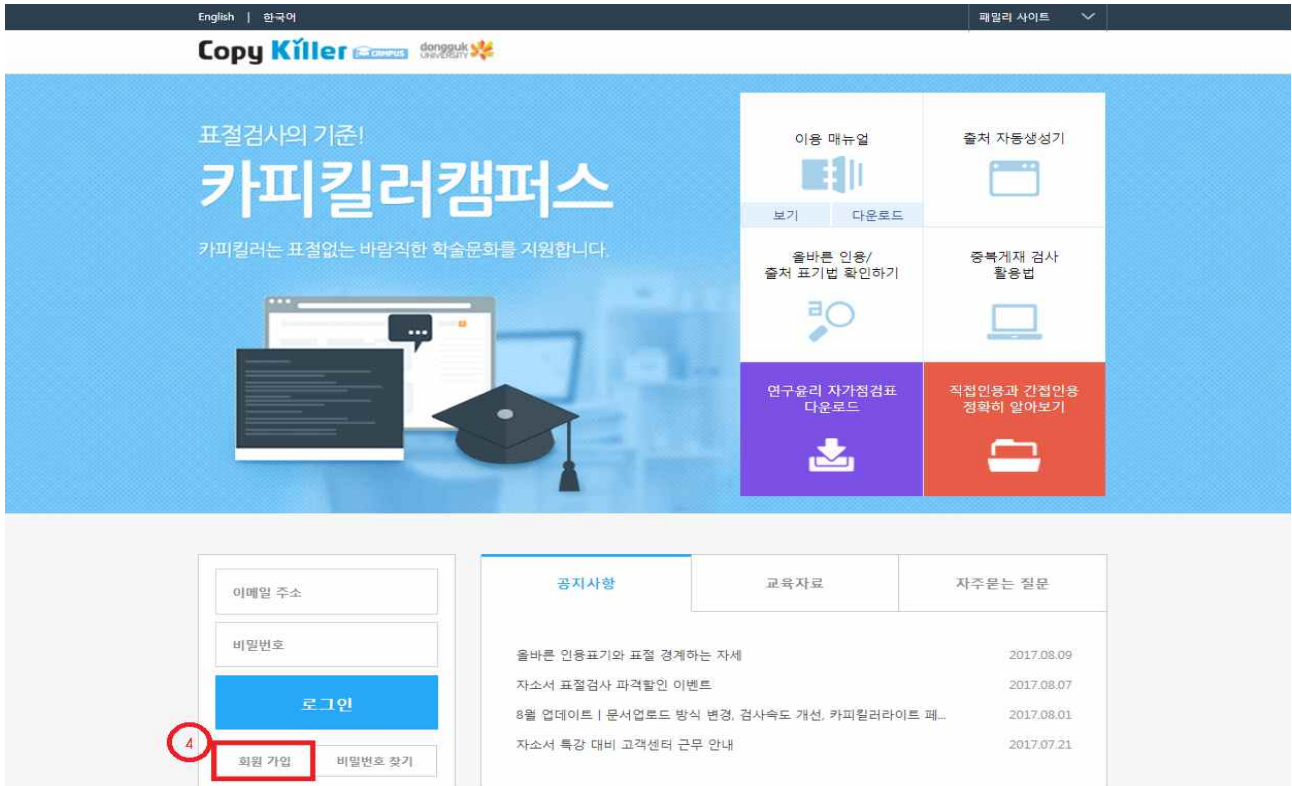 English | 한국어
패밀리 사이트
Copy Killer CAMPUS dongguk UNIVERSITY
표절검사의 기준!
카피킬러캠퍼스
카피킬러는 표절없는 바람직한 학술문화를 지원합니다.
이용 매뉴얼
보기
다운로드
출처 자동생성기
올바른 인용/
출처 표기법 확인하기
a
중복게재 검사
활용법
연구윤리 자가점검표
다운로드
직접인용과 간접인용
정확히 알아보기
이메일 주소
비밀번호
로그인
4
회원 가입
비밀번호 찾기
공지사항
교육자료
자주묻는 질문
올바른 인용표기와 표절 경계하는 자세 2017.08.09
자소서 표절검사 파격할인 이벤트 2017.08.07
8월 업데이트 | 문서업로드 방식 변경, 검사속도 개선, 카피킬러라이트 페... 2017.08.01
자소서 특강 대비 고객센터 근무 안내 2017.07.21